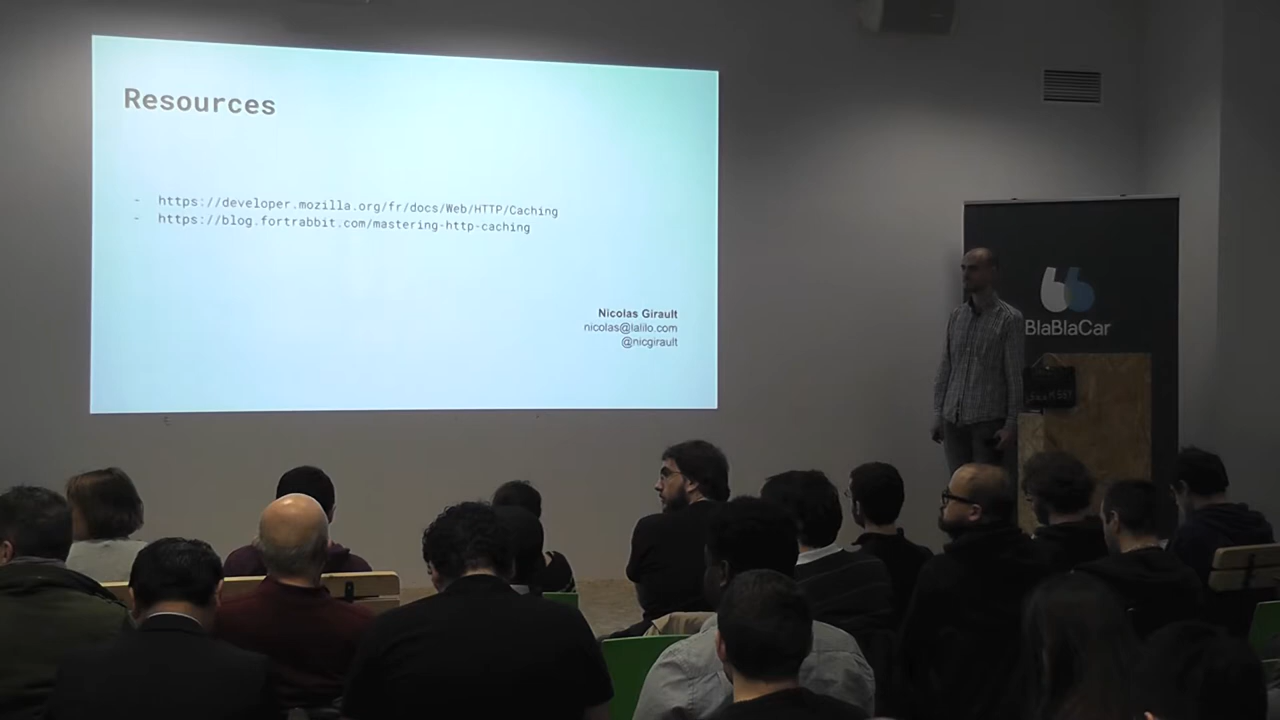 Resources
- https://developer.mozilla.org/fr/docs/Web/HTTP/Caching
- https://blog.fortrabbit.com/mastering-http-caching
Nicolas Girault
nicolas@lalilo.com
@nicgirault
BlaBlaCar